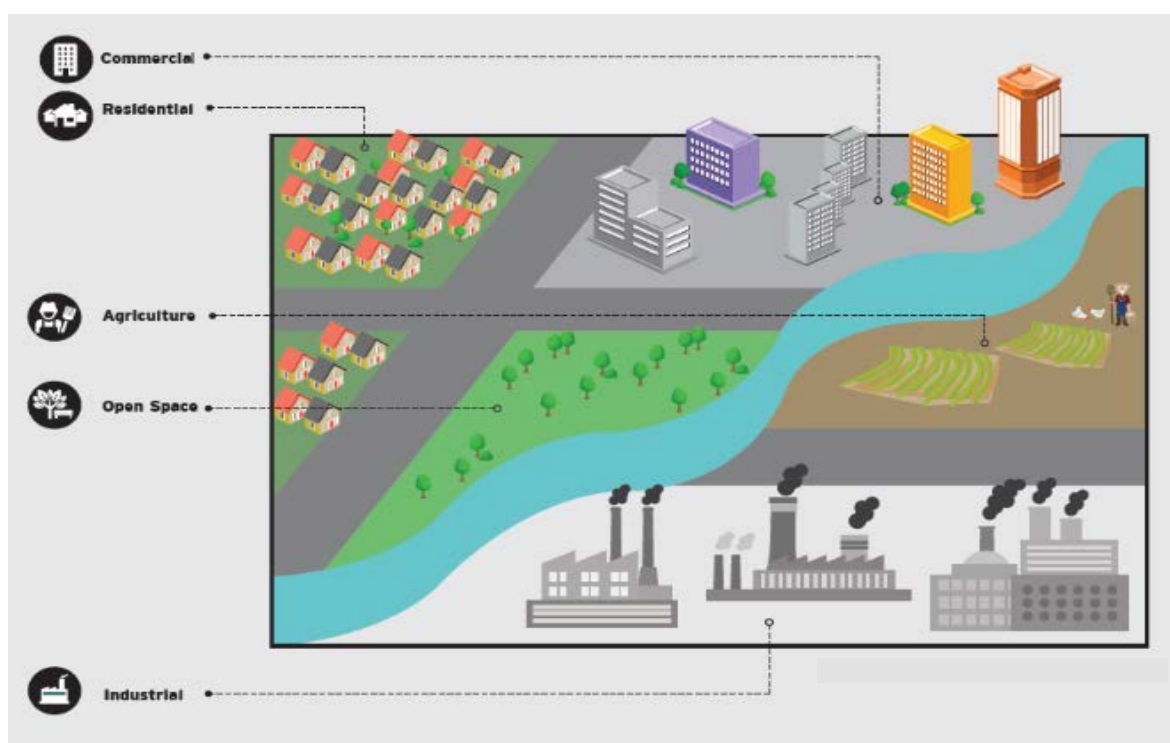 Commercial
Residential
Agriculture
Open Space
Industrial